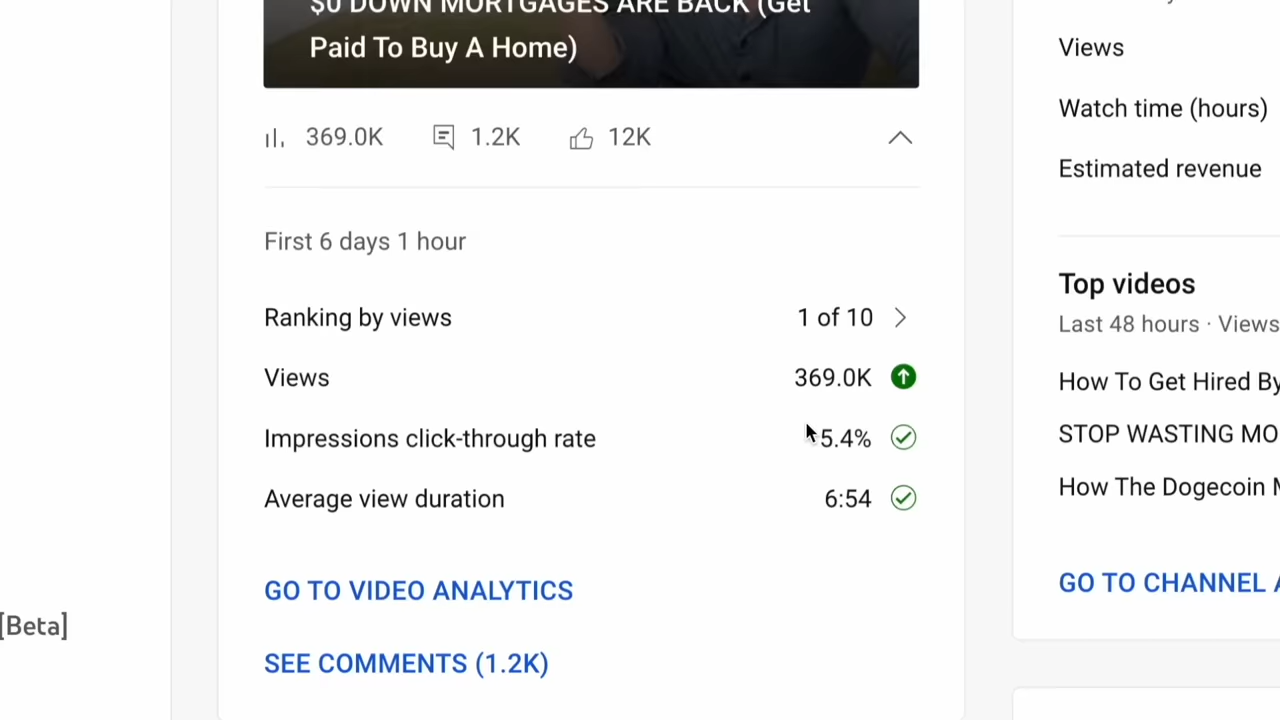 $0 DOWN MORTGAGES ARE BACK (Get
Paid To Buy A Home)
369.0K 1.2K 12K
First 6 days 1 hour
Ranking by views 1 of 10
Views 369.0K
Impressions click-through rate 5.4%
Average view duration 6:54
GO TO VIDEO ANALYTICS
SEE COMMENTS (1.2K)
[Beta]
Views
Watch time (hours)
Estimated revenue
Top videos
Last 48 hours · Views
How To Get Hired By
STOP WASTING MO
How The Dogecoin
GO TO CHANNEL